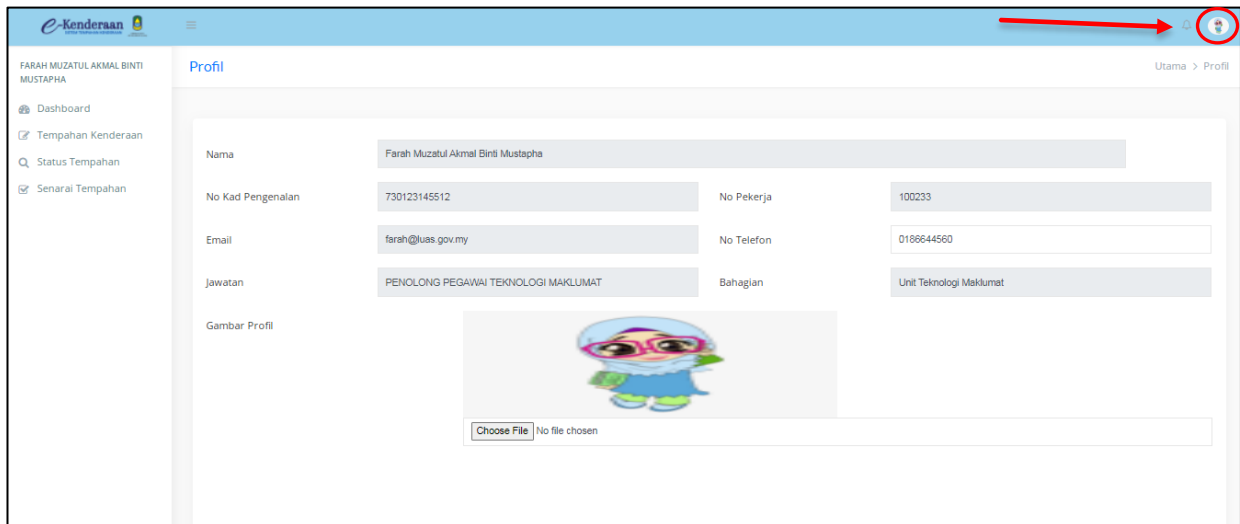 e-Kenderaan
FARAH MUZATUL AKMAL BINTI
MUSTAPHA
Dashboard
Tempahan Kenderaan
Status Tempahan
Senarai Tempahan
Profil
Utama > Profil
Nama
Farah Muzatul Akmal Binti Mustapha
No Kad Pengenalan
730123145512
No Pekerja
100233
Email
farah@luas.gov.my
No Telefon
0186644560
Jawatan
PENOLONG PEGAWAI TEKNOLOGI MAKLUMAT
Bahagian
Unit Teknologi Maklumat
Gambar Profil
Choose File No file chosen